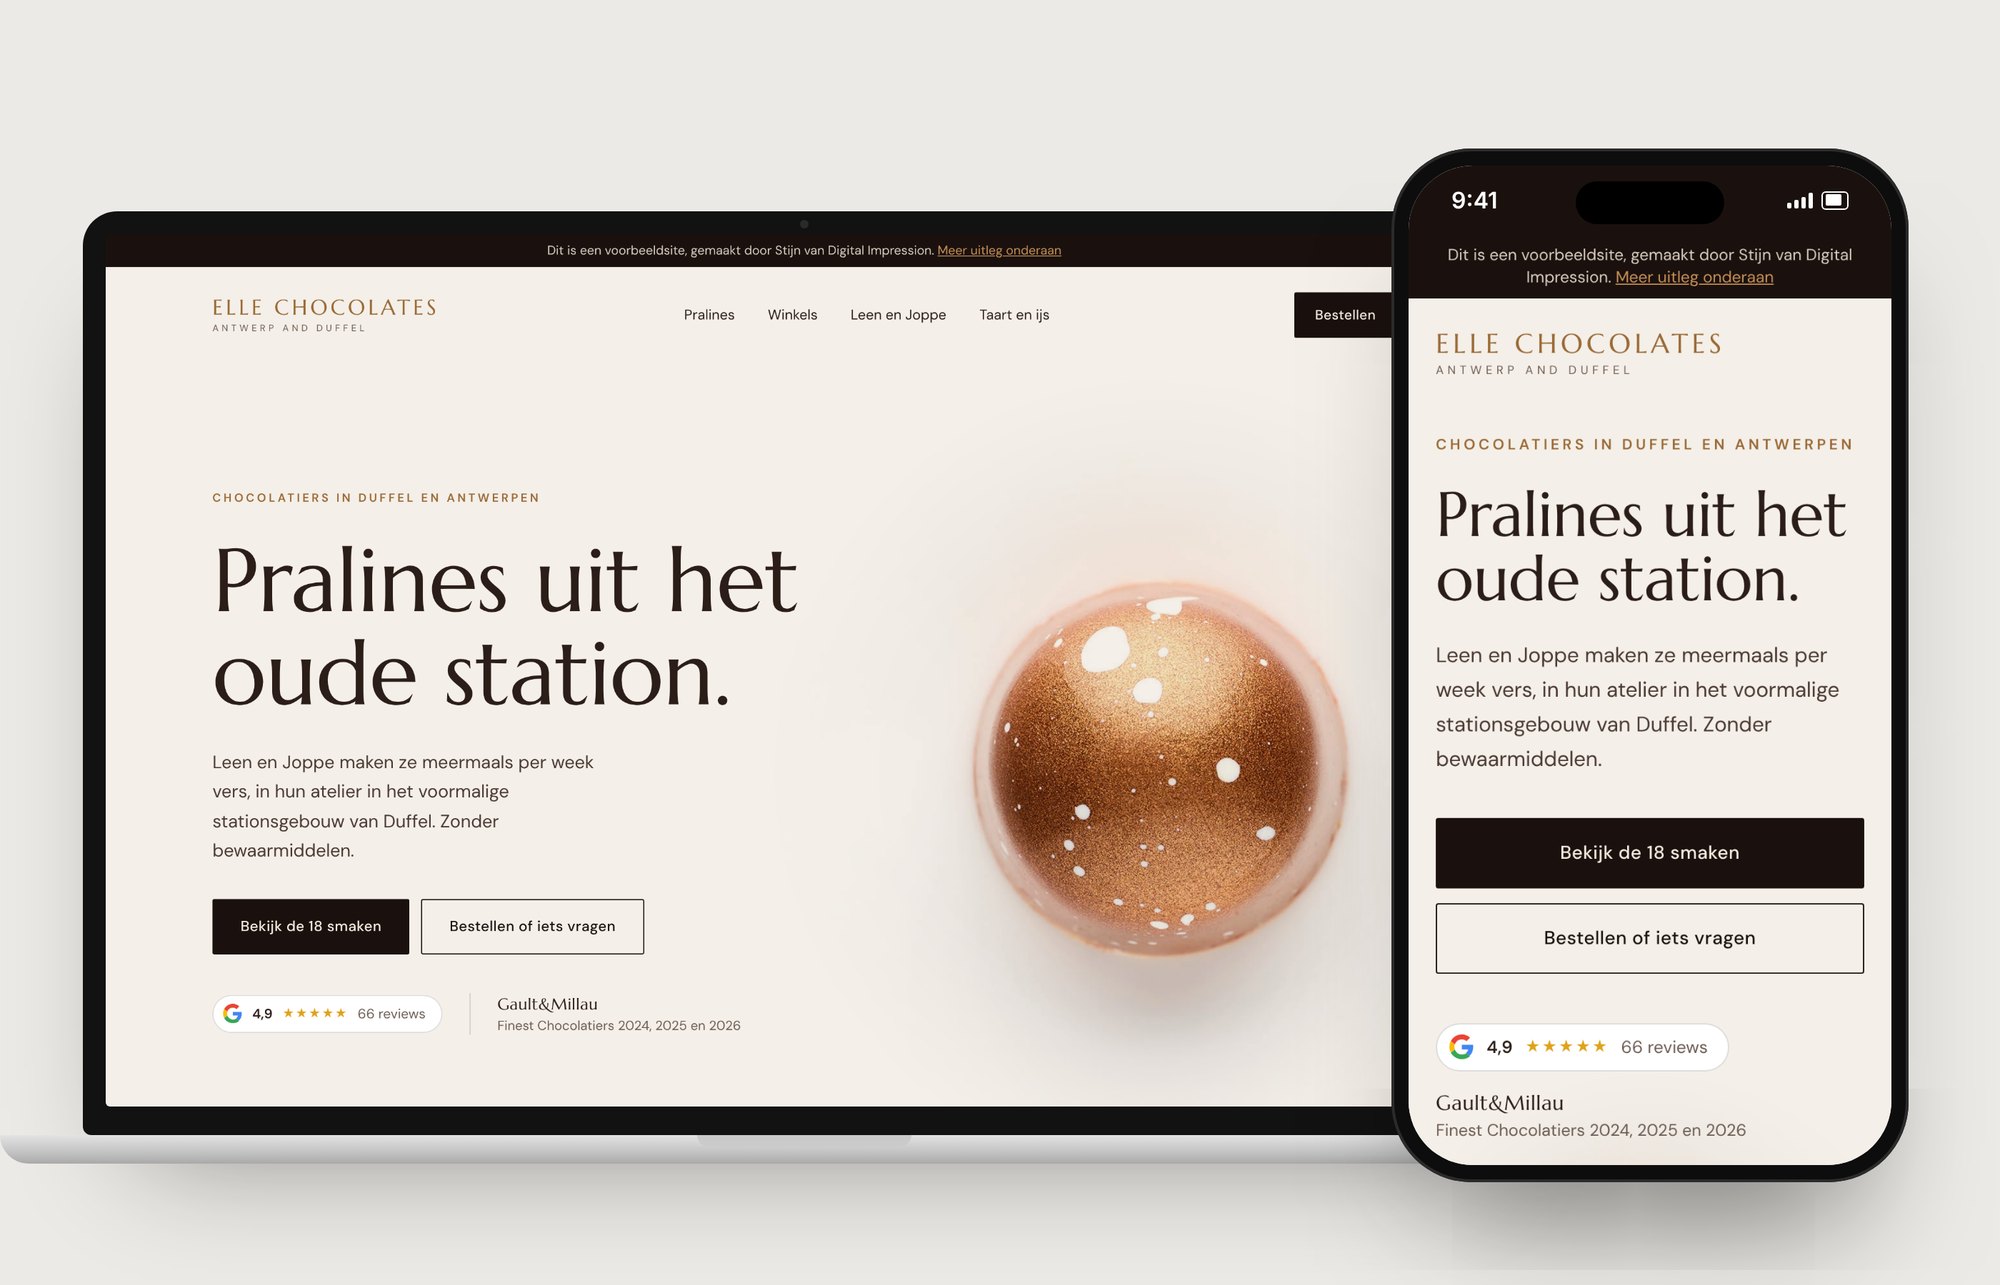 Dit is een voorbeeldsite, gemaakt door Stijn van Digital Impression. Meer uitleg onderaan
ELLE CHOCOLATES
ANTWERP AND DUFFEL
Pralines
Winkels
Leen en Joppe
Taart en ijs
Bestellen
CHOCOLATIERS IN DUFFEL EN ANTWERPEN
Pralines uit het
oude station.
Leen en Joppe maken ze meermaals per week
vers, in hun atelier in het voormalige
stationsgebouw van Duffel. Zonder
bewaarmiddelen.
Bekijk de 18 smaken
Bestellen of iets vragen
4,9 ★★★★★ 66 reviews
Gault&Millau
Finest Chocolatiers 2024, 2025 en 2026
9:41
Dit is een voorbeeldsite, gemaakt door Stijn van Digital
Impression. Meer uitleg onderaan
ELLE CHOCOLATES
ANTWERP AND DUFFEL
CHOCOLATIERS IN DUFFEL EN ANTWERPEN
Pralines uit het
oude station.
Leen en Joppe maken ze meermaals per
week vers, in hun atelier in het voormalige
stationsgebouw van Duffel. Zonder
bewaarmiddelen.
Bekijk de 18 smaken
Bestellen of iets vragen
4,9 ★★★★★ 66 reviews
Gault&Millau
Finest Chocolatiers 2024, 2025 en 2026